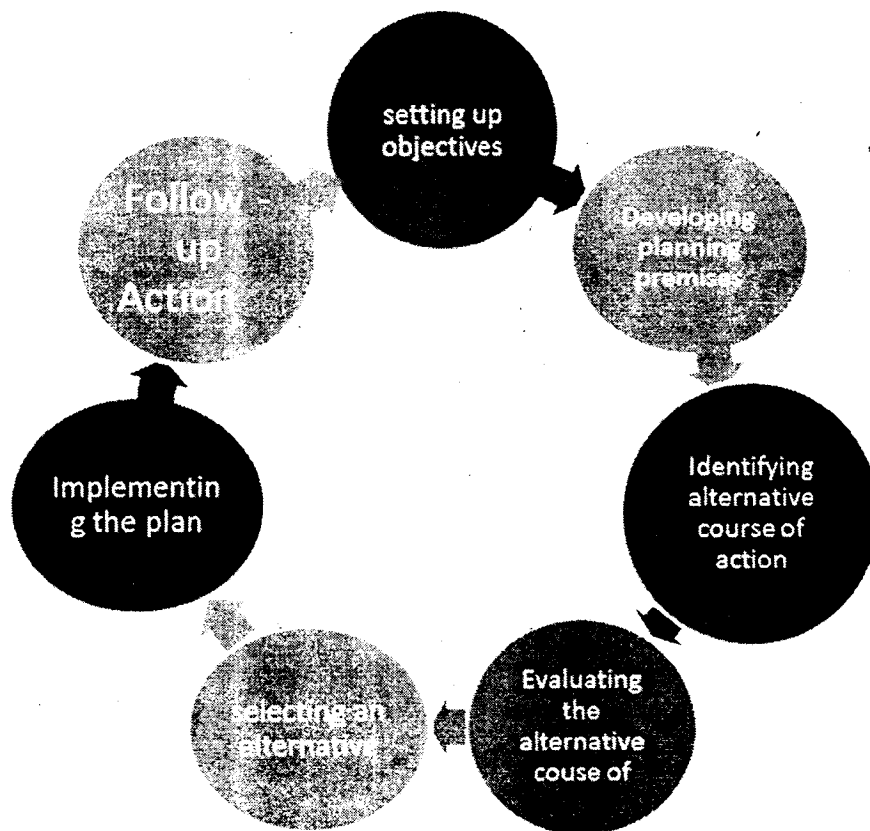 setting up
objectives
Developing
planning
premises
Identifying
alternative
course of
action
Evaluating
the
alternative
couse of
selecting an
alternative
Implementin
g the plan
Follow -
up
Action